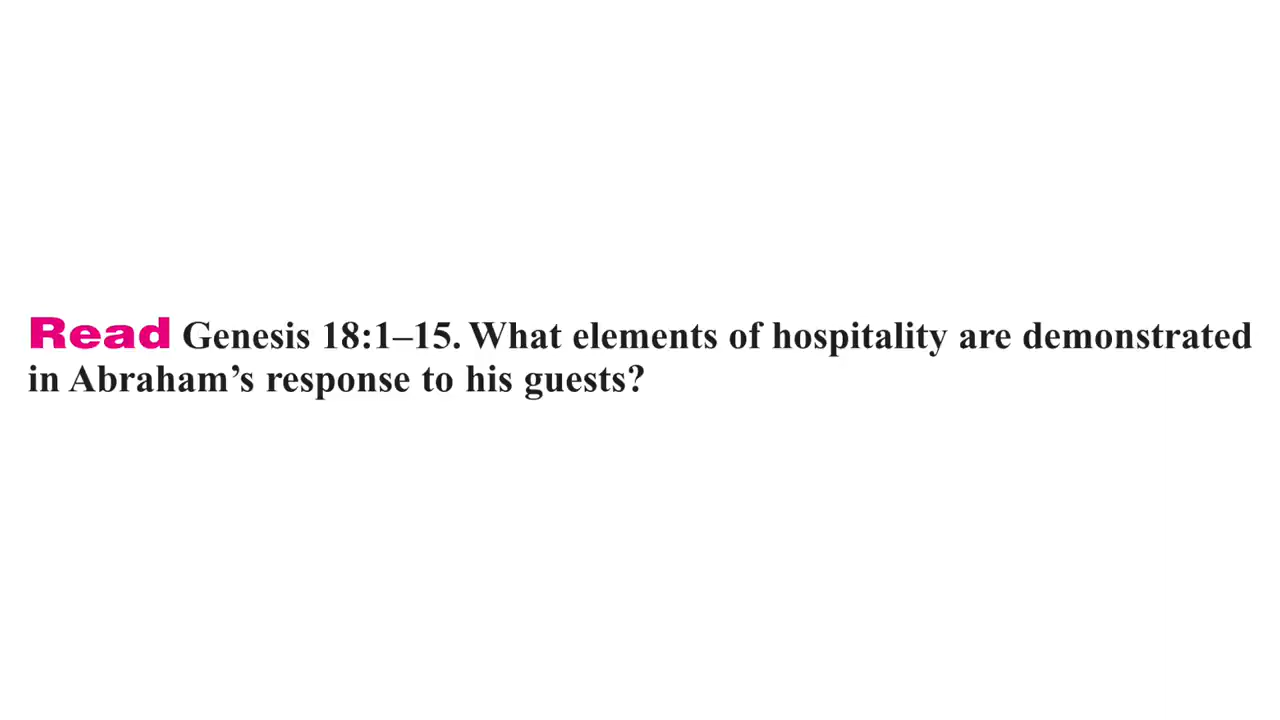 Read Genesis 18:1–15. What elements of hospitality are demonstrated
in Abraham’s response to his guests?